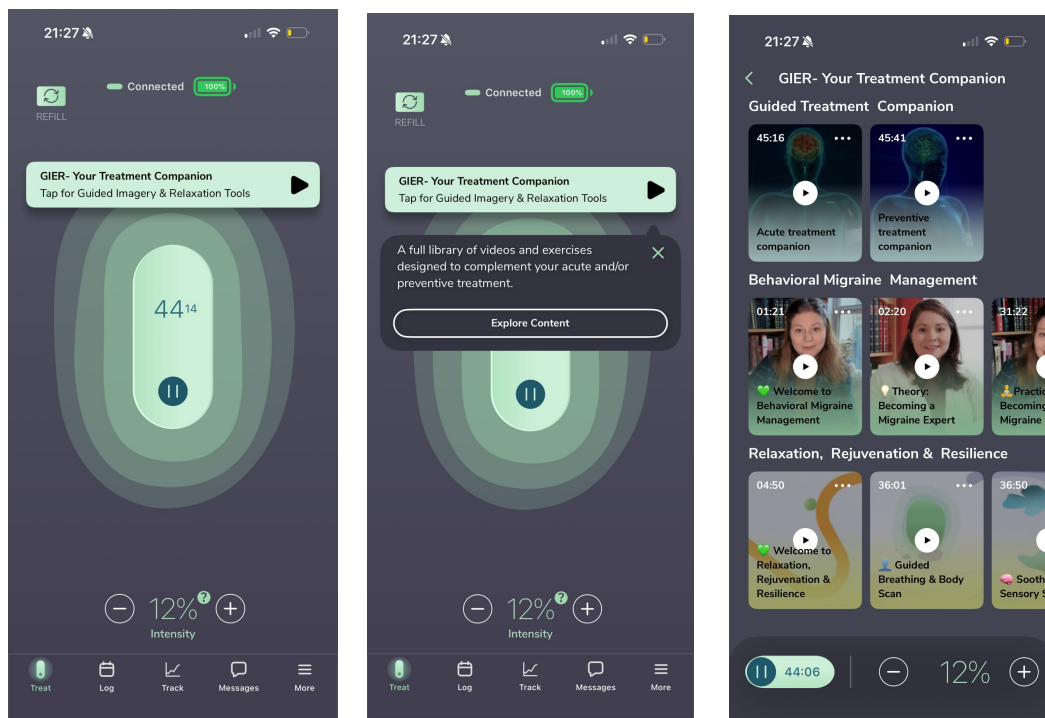 21:27
Connected
100%
REFILL
GIER- Your Treatment Companion
Tap for Guided Imagery & Relaxation Tools
44 14
12% ?
Intensity
Treat
Log
Track
Messages
More
21:27
Connected
100%
REFILL
GIER- Your Treatment Companion
Tap for Guided Imagery & Relaxation Tools
A full library of videos and exercises
designed to complement your acute and/or
preventive treatment.
Explore Content
12% ?
Intensity
Treat
Log
Track
Messages
More
21:27
GIER- Your Treatment Companion
Guided Treatment Companion
45:16
Acute treatment
companion
45:41
Preventive
treatment
companion
Behavioral Migraine Management
01:21
Welcome to
Behavioral Migraine
Management
02:20
Theory:
Becoming a
Migraine Expert
31:22
Practic
Becoming
Migraine
Relaxation, Rejuvenation & Resilience
04:50
Welcome to
Relaxation,
Rejuvenation &
Resilience
36:01
Guided
Breathing & Body
Scan
36:50
Sooth
Sensory S
44:06
12%